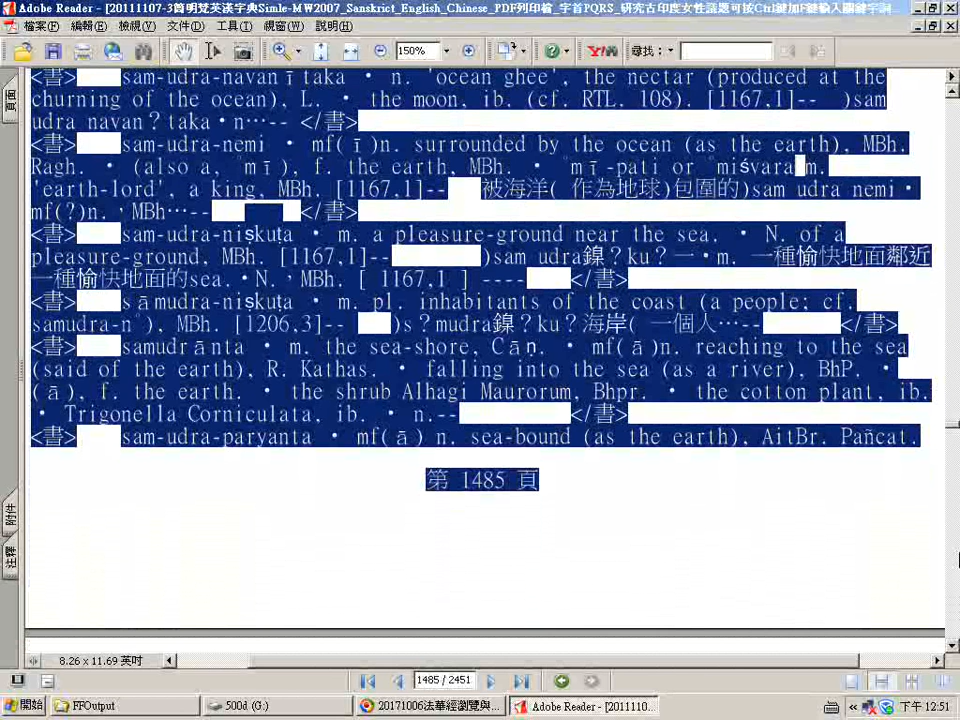 Adobe Reader - [20111107-3簡明梵英漢字典Simle-MW2007_Sanskrict_English_Chinese_PDF列印檔_字首PQRS_研究古印度女性議題可按Ctrl鍵加F鍵輸入關鍵字詞
檔案(F) 編輯(E) 檢視(V) 文件(D) 工具(T) 視窗(W) 說明(H)
150% Y! 尋找：
頁面
<書> sam-udra-navanītaka • n. 'ocean ghee', the nectar (produced at the
churning of the ocean), L. • the moon, ib. (cf. RTL. 108). [1167,1]-- )sam
udra navan？taka•n…-- </書>
<書> sam-udra-nemi • mf(ī)n. surrounded by the ocean (as the earth), MBh.
Ragh. • (also a, °mī), f. the earth, MBh. • °mī-pati or °miśvara m.
'earth-lord', a king, MBh. [1167,1]-- 被海洋( 作為地球)包圍的)sam udra nemi•
mf(?)n.，MBh…-- </書>
<書> sam-udra-niṣkuṭa • m. a pleasure-ground near the sea. • N. of a
pleasure-ground, MBh. [1167,1]-- )sam udra鎳？ku？一•m. 一種愉快地面鄰近
一種愉快地面的sea.•N.，MBh. [ 1167,1 ] ---- </書>
<書> sāmudra-niṣkuṭa • m. pl. inhabitants of the coast (a people; cf.
samudra-n°), MBh. [1206,3]-- )s？mudra鎳？ku？海岸( 一個人…-- </書>
<書> samudrānta • m. the sea-shore, Cāṇ. • mf(ā)n. reaching to the sea
(said of the earth), R. Kathas. • falling into the sea (as a river), BhP. •
(ā), f. the earth. • the shrub Alhagi Maurorum, Bhpr. • the cotton plant, ib.
• Trigonella Corniculata, ib. • n.-- </書>
<書> sam-udra-paryanta • mf(ā) n. sea-bound (as the earth), AitBr. Pañcat.
第 1485 頁
附件
注釋
8.26 x 11.69 英吋
1485 / 2451
開始 FFOutput 500d (G:) 20171006法華經瀏覽與... Adobe Reader - [2011110... 下午 12:51